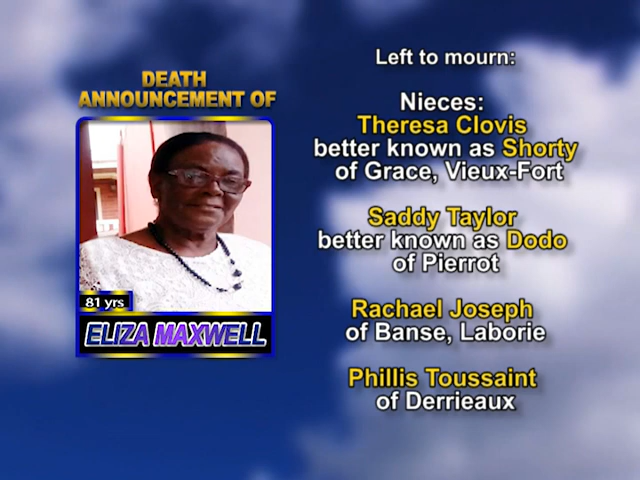 DEATH
ANNOUNCEMENT OF
81 yrs
ELIZA MAXWELL
Left to mourn:
Nieces:
Theresa Clovis
better known as Shorty
of Grace, Vieux-Fort
Saddy Taylor
better known as Dodo
of Pierrot
Rachael Joseph
of Banse, Laborie
Phillis Toussaint
of Derrieaux